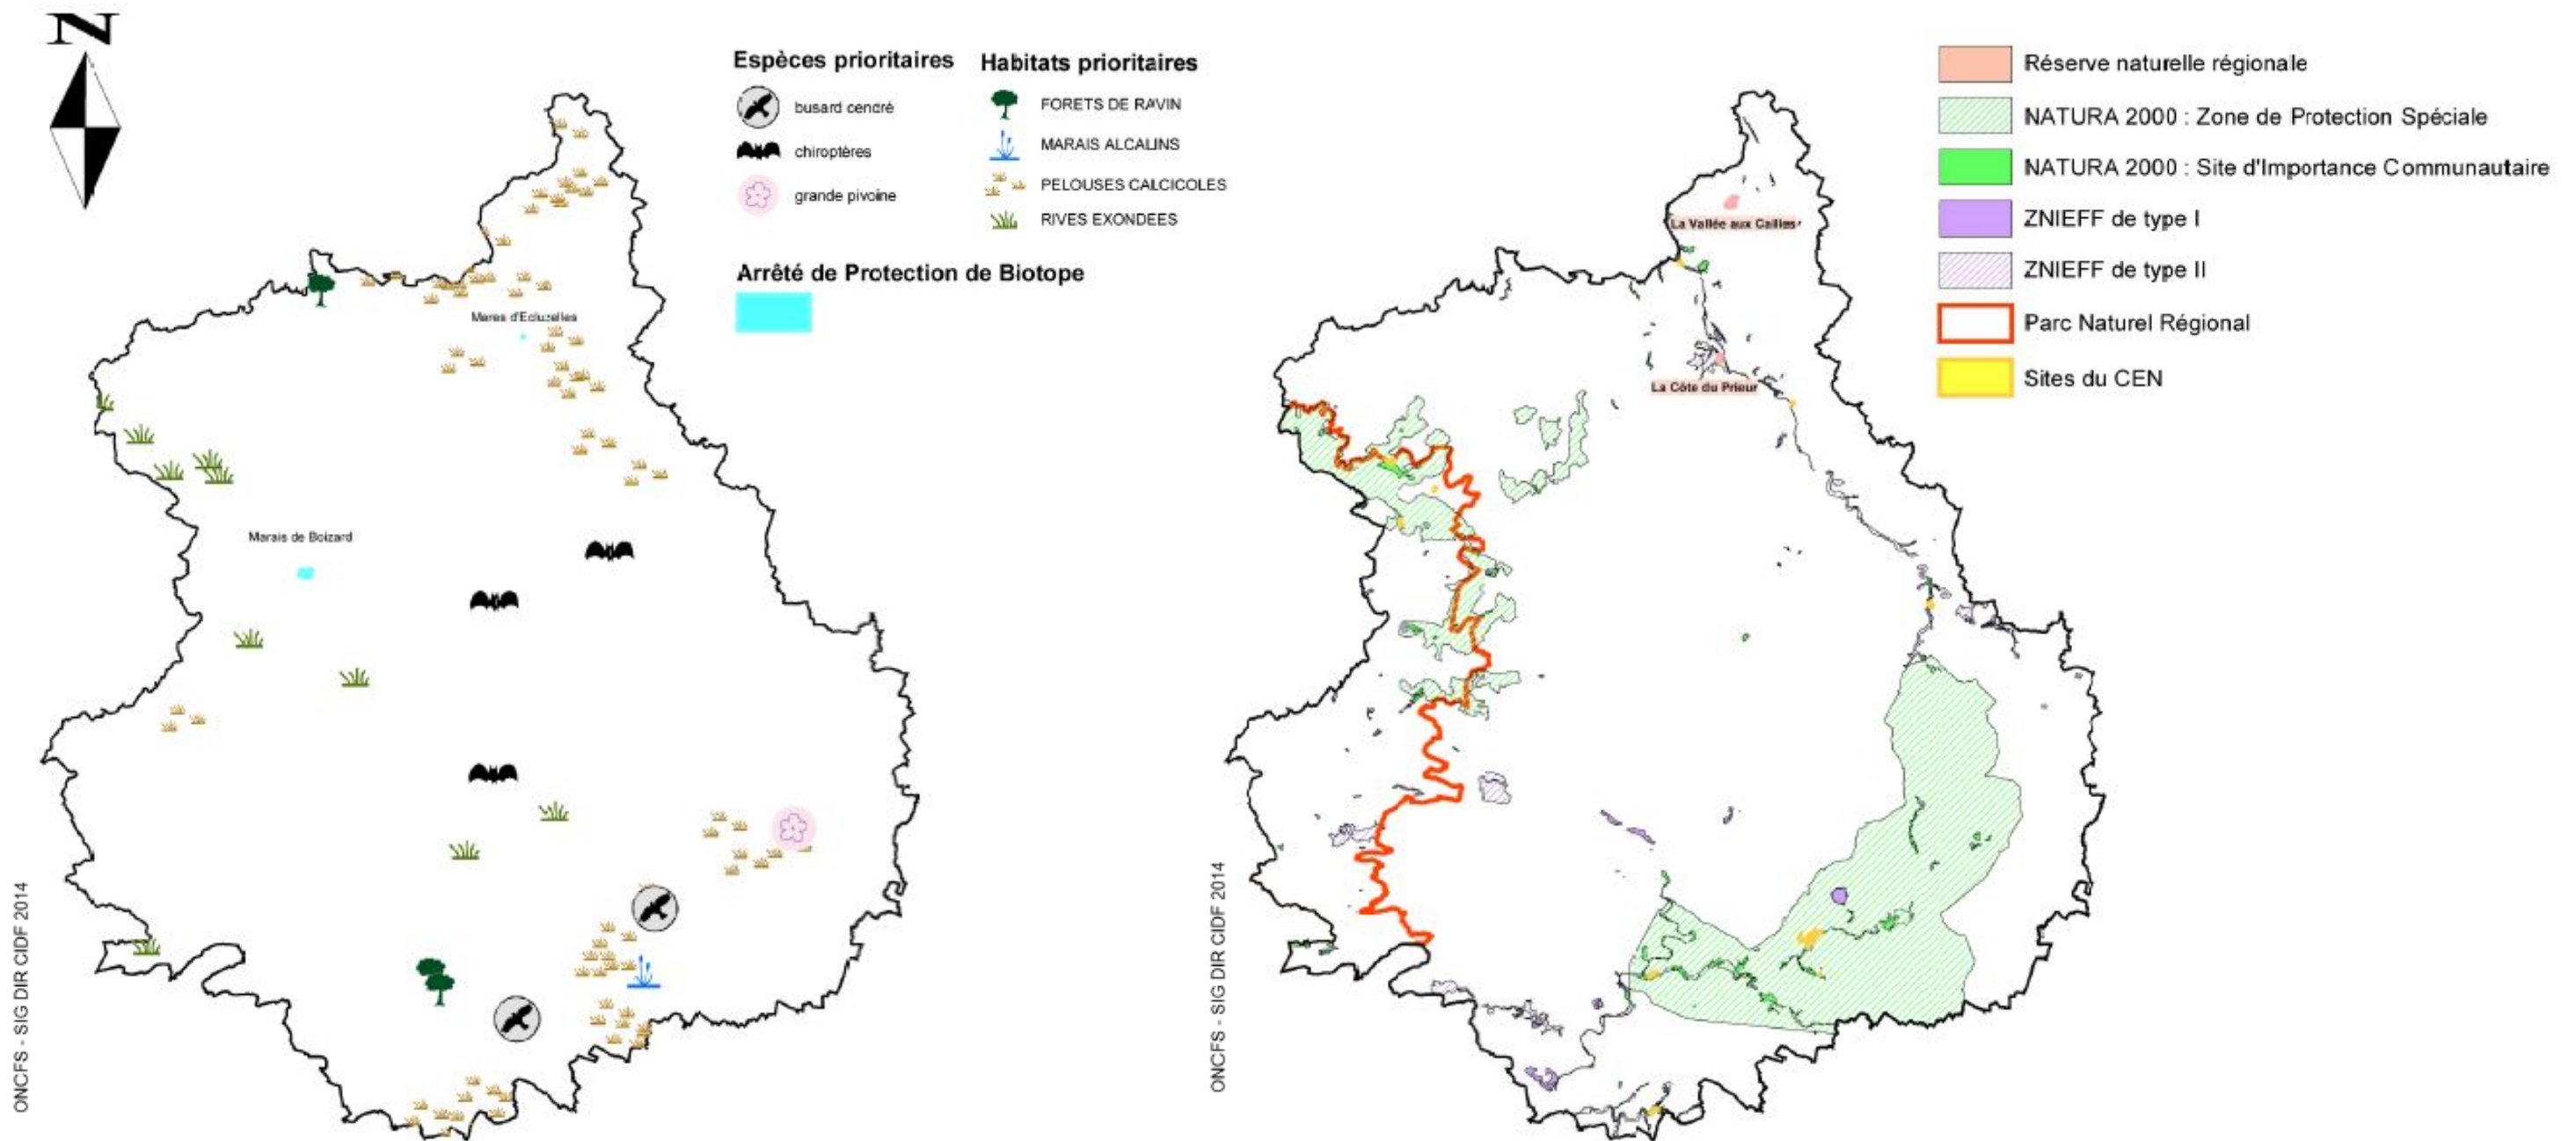 N
Espèces prioritaires
busard cendré
chiroptères
grande pivoine
Habitats prioritaires
FORETS DE RAVIN
MARAIS ALCALINS
PELOUSES CALCICOLES
RIVES EXONDEES
Arrêté de Protection de Biotope
Mares d'Ecluzelles
Marais de Boizard
ONCFS - SIG DIR CIDF 2014
Réserve naturelle régionale
NATURA 2000 : Zone de Protection Spéciale
NATURA 2000 : Site d'Importance Communautaire
ZNIEFF de type I
ZNIEFF de type II
Parc Naturel Régional
Sites du CEN
La Vallée aux Cailles
La Côte du Prieur
ONCFS - SIG DIR CIDF 2014